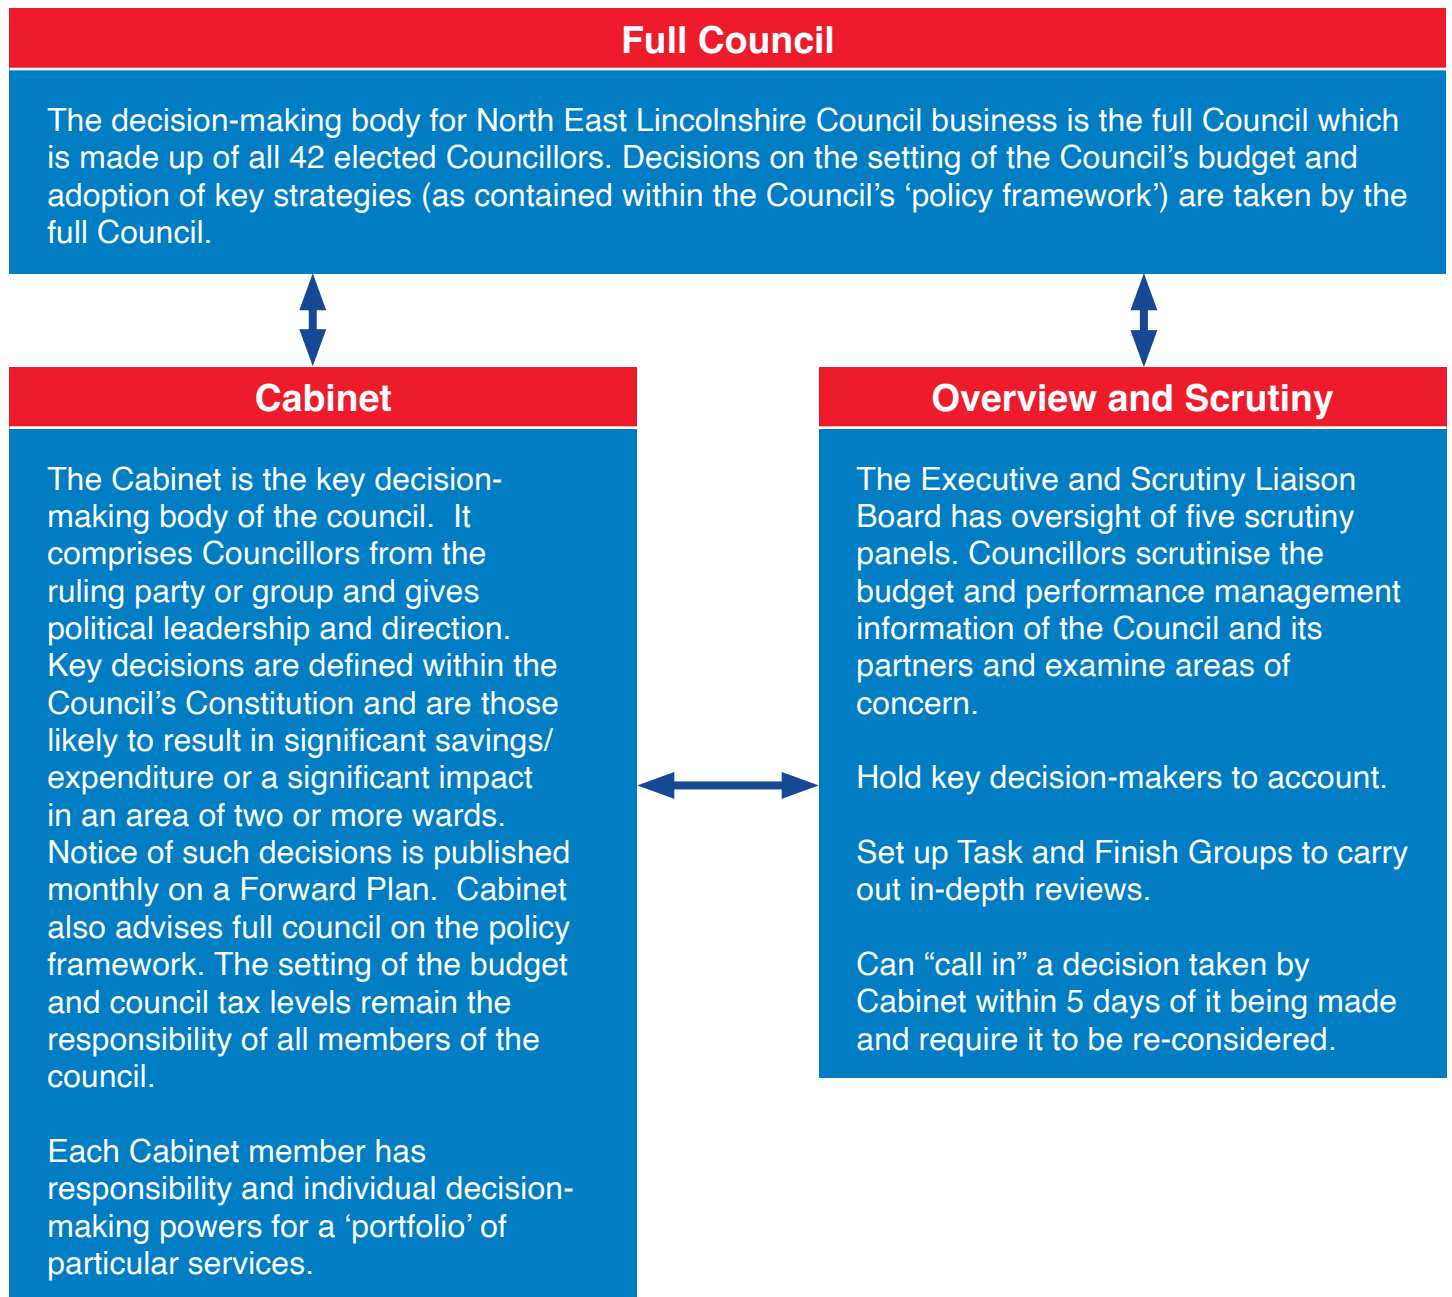 Full Council
The decision-making body for North East Lincolnshire Council business is the full Council which
is made up of all 42 elected Councillors. Decisions on the setting of the Council’s budget and
adoption of key strategies (as contained within the Council’s ‘policy framework’) are taken by the
full Council.
Cabinet
The Cabinet is the key decision-
making body of the council.  It
comprises Councillors from the
ruling party or group and gives
political leadership and direction.
Key decisions are defined within the
Council’s Constitution and are those
likely to result in significant savings/
expenditure or a significant impact
in an area of two or more wards.
Notice of such decisions is published
monthly on a Forward Plan.  Cabinet
also advises full council on the policy
framework. The setting of the budget
and council tax levels remain the
responsibility of all members of the
council.
Each Cabinet member has
responsibility and individual decision-
making powers for a ‘portfolio’ of
particular services.
Overview and Scrutiny
The Executive and Scrutiny Liaison
Board has oversight of five scrutiny
panels. Councillors scrutinise the
budget and performance management
information of the Council and its
partners and examine areas of
concern.
Hold key decision-makers to account.
Set up Task and Finish Groups to carry
out in-depth reviews.
Can “call in” a decision taken by
Cabinet within 5 days of it being made
and require it to be re-considered.